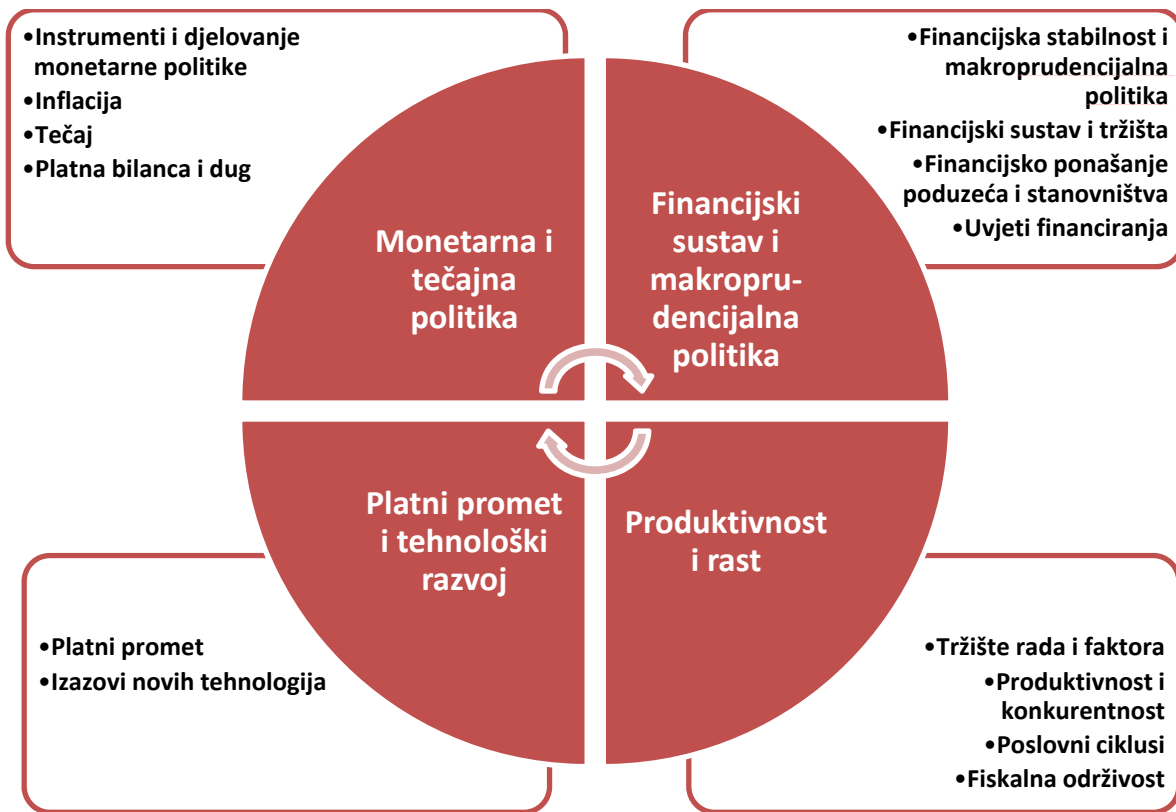 •Instrumenti i djelovanje
monetarne politike
•Inflacija
•Tečaj
•Platna bilanca i dug
•Financijska stabilnost i
makroprudencijalna
politika
•Financijski sustav i tržišta
•Financijsko ponašanje
poduzeća i stanovništva
•Uvjeti financiranja
Monetarna i
tečajna
politika
Financijski
sustav i
makropru-
dencijalna
politika
Platni promet
i tehnološki
razvoj
Produktivnost
i rast
•Platni promet
•Izazovi novih tehnologija
•Tržište rada i faktora
•Produktivnost i
konkurentnost
•Poslovni ciklusi
•Fiskalna održivost